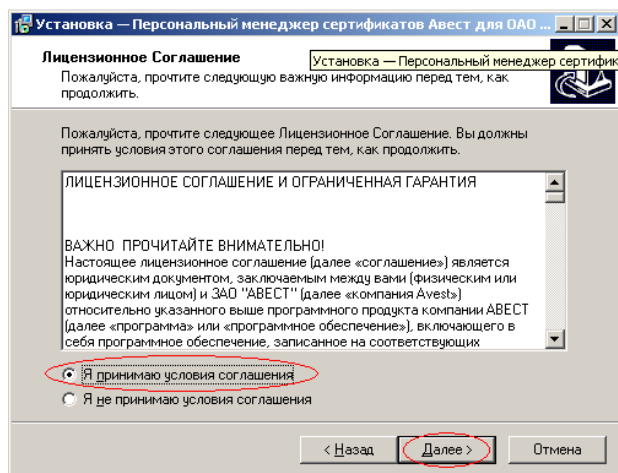 Установка — Персональный менеджер сертификатов Авест для ОАО ...
Лицензионное Соглашение
Установка — Персональный менеджер сертифик
Пожалуйста, прочтите следующую важную информацию перед тем, как
продолжить.
Пожалуйста, прочтите следующее Лицензионное Соглашение. Вы должны
принять условия этого соглашения перед тем, как продолжить.
ЛИЦЕНЗИОННОЕ СОГЛАШЕНИЕ И ОГРАНИЧЕННАЯ ГАРАНТИЯ
ВАЖНО ПРОЧИТАЙТЕ ВНИМАТЕЛЬНО!
Настоящее лицензионное соглашение (далее «соглашение») является
юридическим документом, заключаемым между вами (физическим или
юридическим лицом) и ЗАО "АВЕСТ" (далее «компания Avest»)
относительно указанного выше программного продукта компании АВЕСТ
(далее «программа» или «программное обеспечение»), включающего в
себя программное обеспечение, записанное на соответствующих
Я принимаю условия соглашения
Я не принимаю условия соглашения
< Назад
Далее >
Отмена